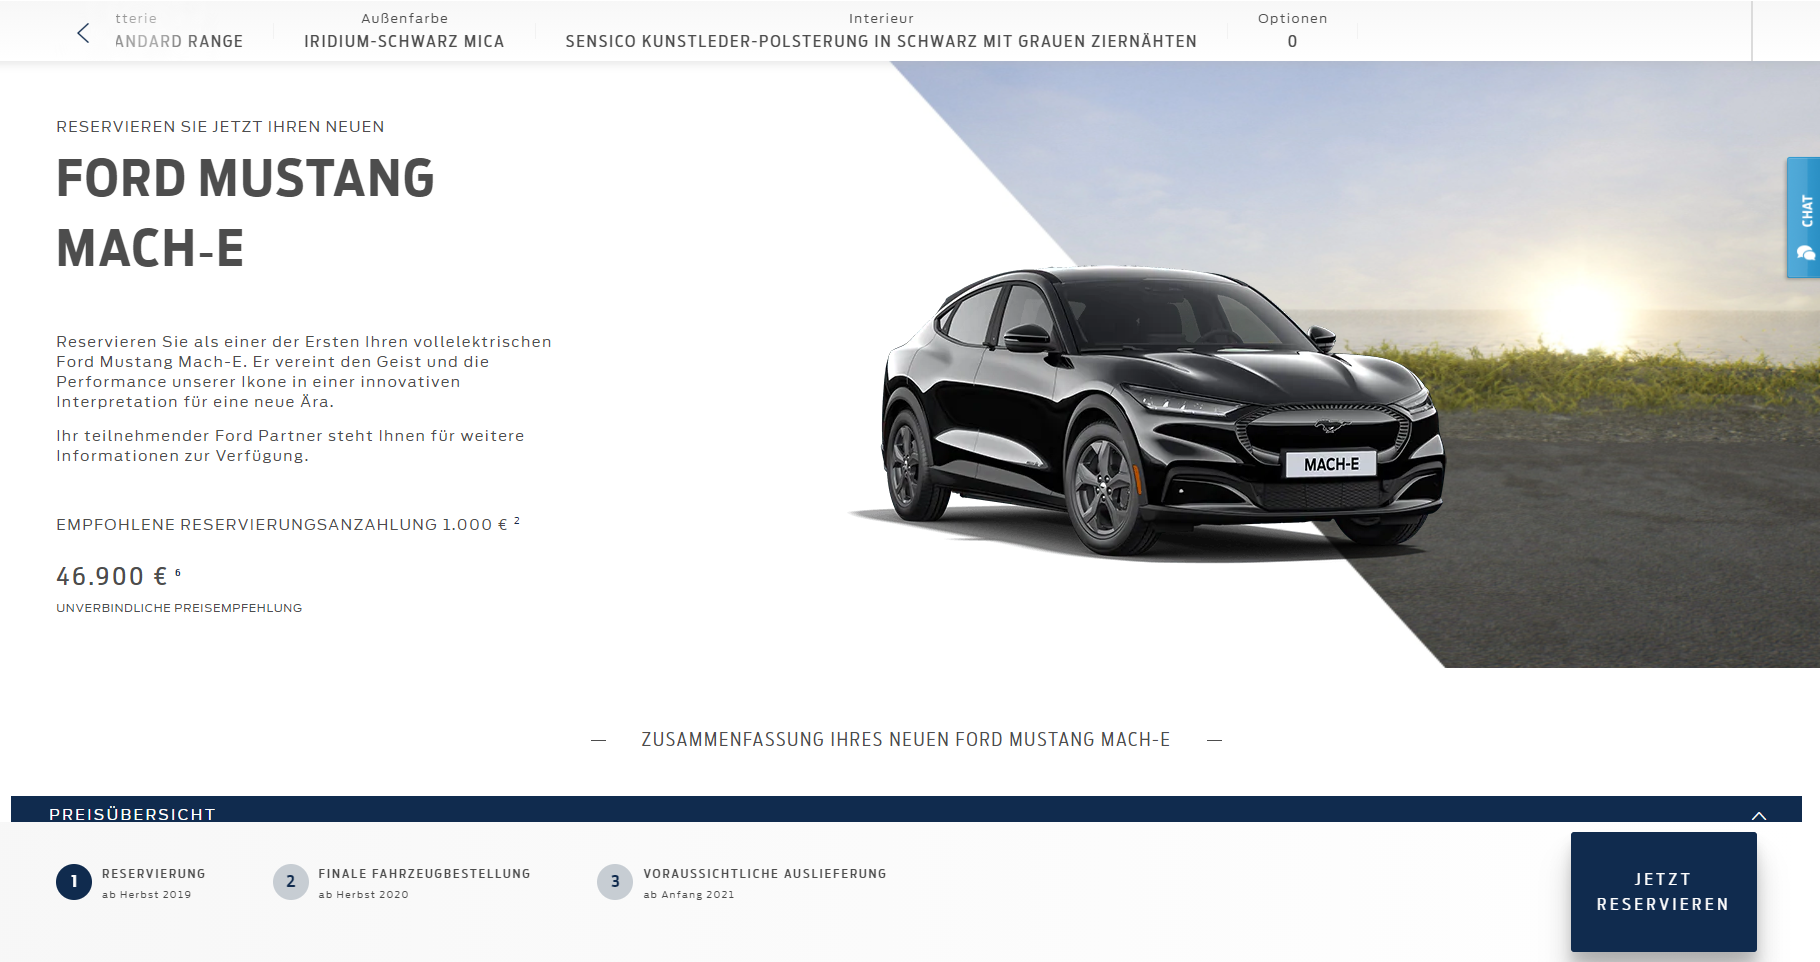 tterie
ANDARD RANGE
Außenfarbe
IRIDIUM-SCHWARZ MICA
Interieur
SENSICO KUNSTLEDER-POLSTERUNG IN SCHWARZ MIT GRAUEN ZIERNÄHTEN
Optionen
0
RESERVIEREN SIE JETZT IHREN NEUEN
FORD MUSTANG
MACH-E
Reservieren Sie als einer der Ersten Ihren vollelektrischen
Ford Mustang Mach-E. Er vereint den Geist und die
Performance unserer Ikone in einer innovativen
Interpretation für eine neue Ära.
Ihr teilnehmender Ford Partner steht Ihnen für weitere
Informationen zur Verfügung.
EMPFOHLENE RESERVIERUNGSANZAHLUNG 1.000 € ²
46.900 € ⁶
UNVERBINDLICHE PREISEMPFEHLUNG
MACH-E
CHAT
— ZUSAMMENFASSUNG IHRES NEUEN FORD MUSTANG MACH-E —
PREISÜBERSICHT
1
RESERVIERUNG
ab Herbst 2019
2
FINALE FAHRZEUGBESTELLUNG
ab Herbst 2020
3
VORAUSSICHTLICHE AUSLIEFERUNG
ab Anfang 2021
JETZT
RESERVIEREN